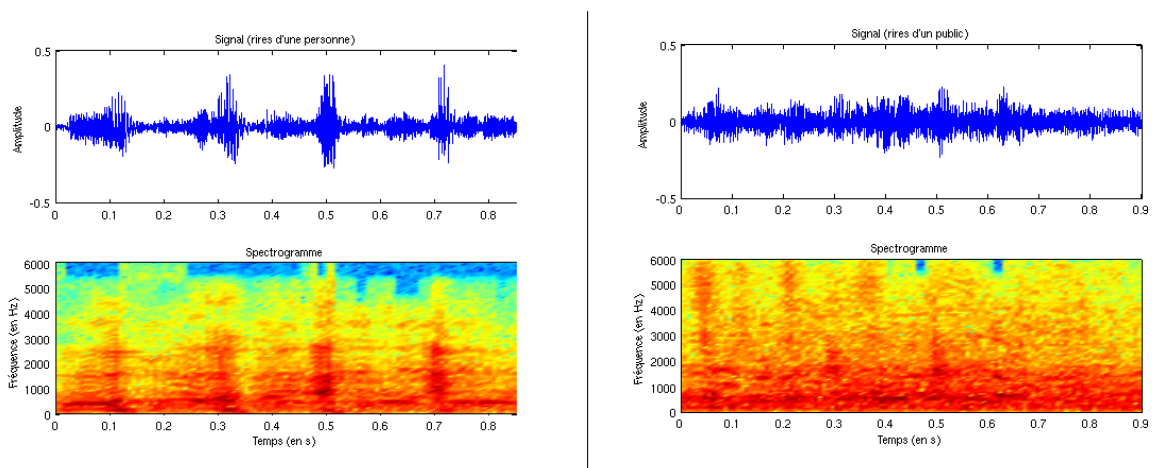 Signal (rires d'une personne)
0.5
0
-0.5
Amplitude
0 0.1 0.2 0.3 0.4 0.5 0.6 0.7 0.8
Spectrogramme
6000
5000
4000
3000
2000
1000
0
Fréquence (en Hz)
0 0.1 0.2 0.3 0.4 0.5 0.6 0.7 0.8
Temps (en s)
Signal (rires d'un public)
0.5
0
-0.5
Amplitude
0 0.1 0.2 0.3 0.4 0.5 0.6 0.7 0.8 0.9
Spectrogramme
6000
5000
4000
3000
2000
1000
0
Fréquence (en Hz)
0 0.1 0.2 0.3 0.4 0.5 0.6 0.7 0.8 0.9
Temps (en s)